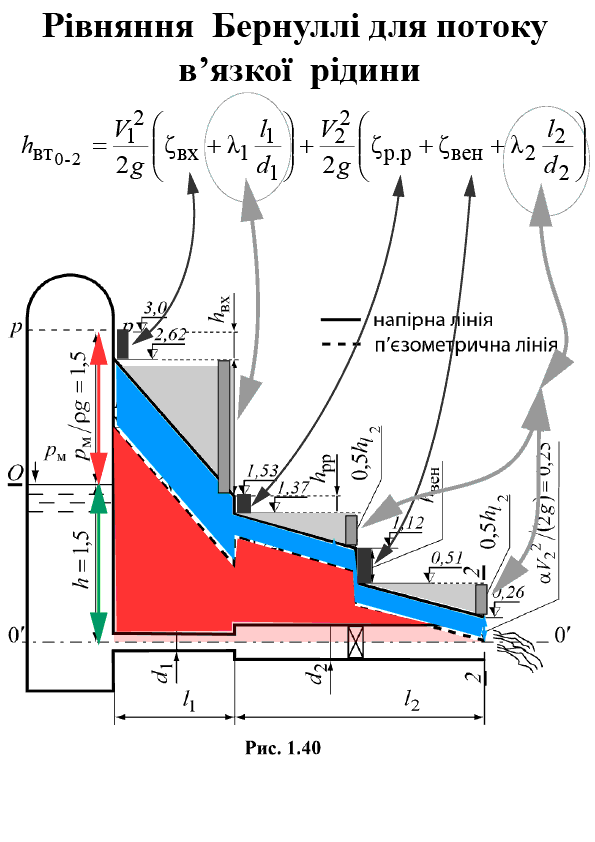 Рівняння Бернуллі для потоку
в’язкої рідини
hвт0-2 = V1²/2g (ζвх + λ1 l1/d1) + V2²/2g (ζр.р + ζвен + λ2 l2/d2)
3,0
hвх
p
p
2,62
напірна лінія
п’єзометрична лінія
pм/ρg = 1,5
pм
O
1,53
1,37
hрр
0,5hl2
hвен
1,12
0,5hl2
αV2²/(2g) = 0,25
0,51
2
0,26
h = 1,5
0′
0′
d1
d2
2
l1
l2
Рис. 1.40